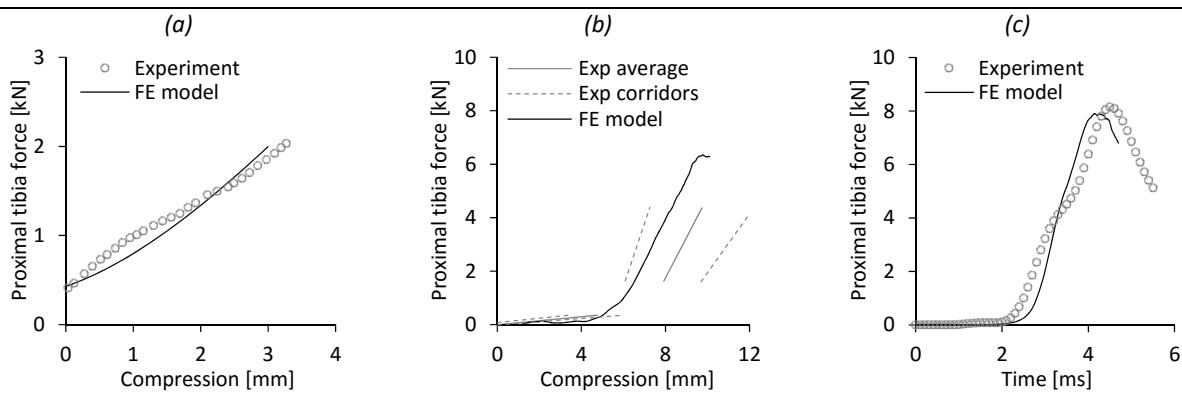 (a)
Proximal tibia force [kN]
3
2
1
0
Experiment
FE model
0 1 2 3 4
Compression [mm]
(b)
Proximal tibia force [kN]
10
8
6
4
2
0
Exp average
Exp corridors
FE model
0 4 8 12
Compression [mm]
(c)
Proximal tibia force [kN]
10
8
6
4
2
0
Experiment
FE model
0 2 4 6
Time [ms]